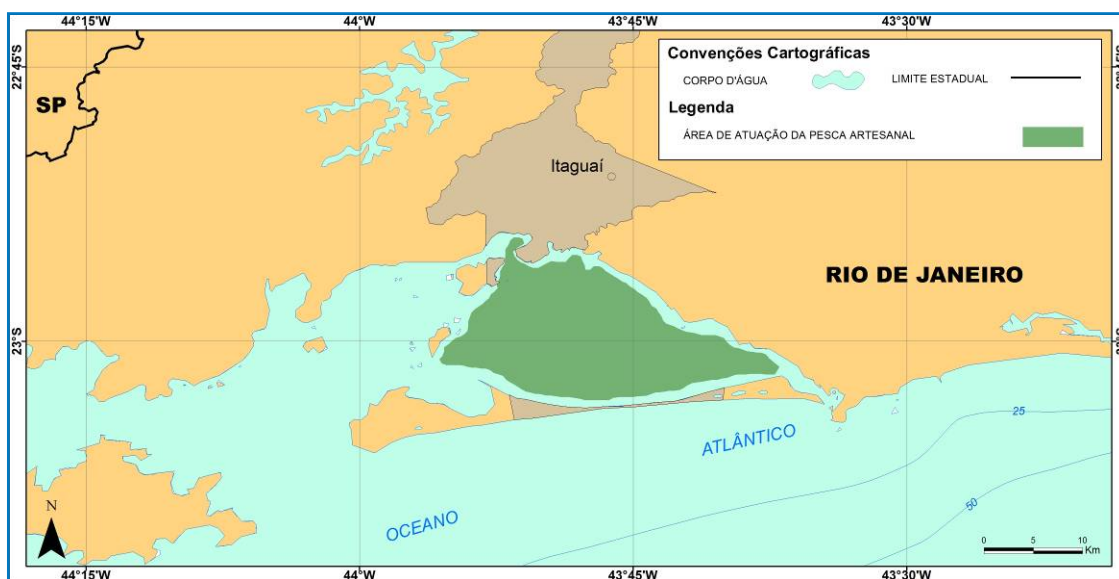 44°15'W 44°W 43°45'W 43°30'W
22°45'S
SP
Convenções Cartográficas
CORPO D'ÁGUA LIMITE ESTADUAL
Legenda
ÁREA DE ATUAÇÃO DA PESCA ARTESANAL
Itaguaí
RIO DE JANEIRO
23°S
ATLÂNTICO
25
50
OCEANO
N
0 5 10
Km
44°15'W 44°W 43°45'W 43°30'W